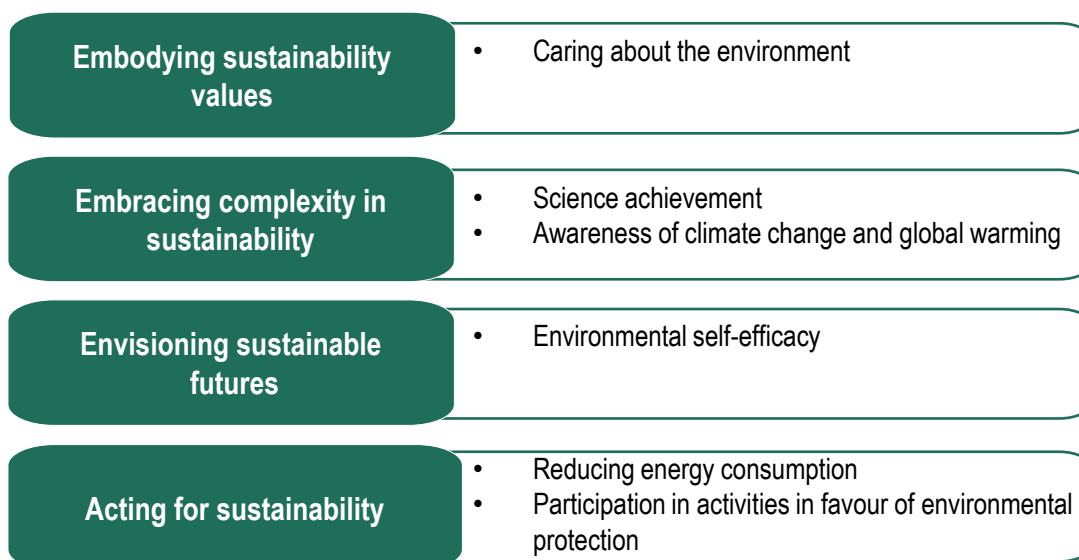 Embodying sustainability
values
• Caring about the environment
Embracing complexity in
sustainability
• Science achievement
• Awareness of climate change and global warming
Envisioning sustainable
futures
• Environmental self-efficacy
Acting for sustainability
• Reducing energy consumption
• Participation in activities in favour of environmental
protection